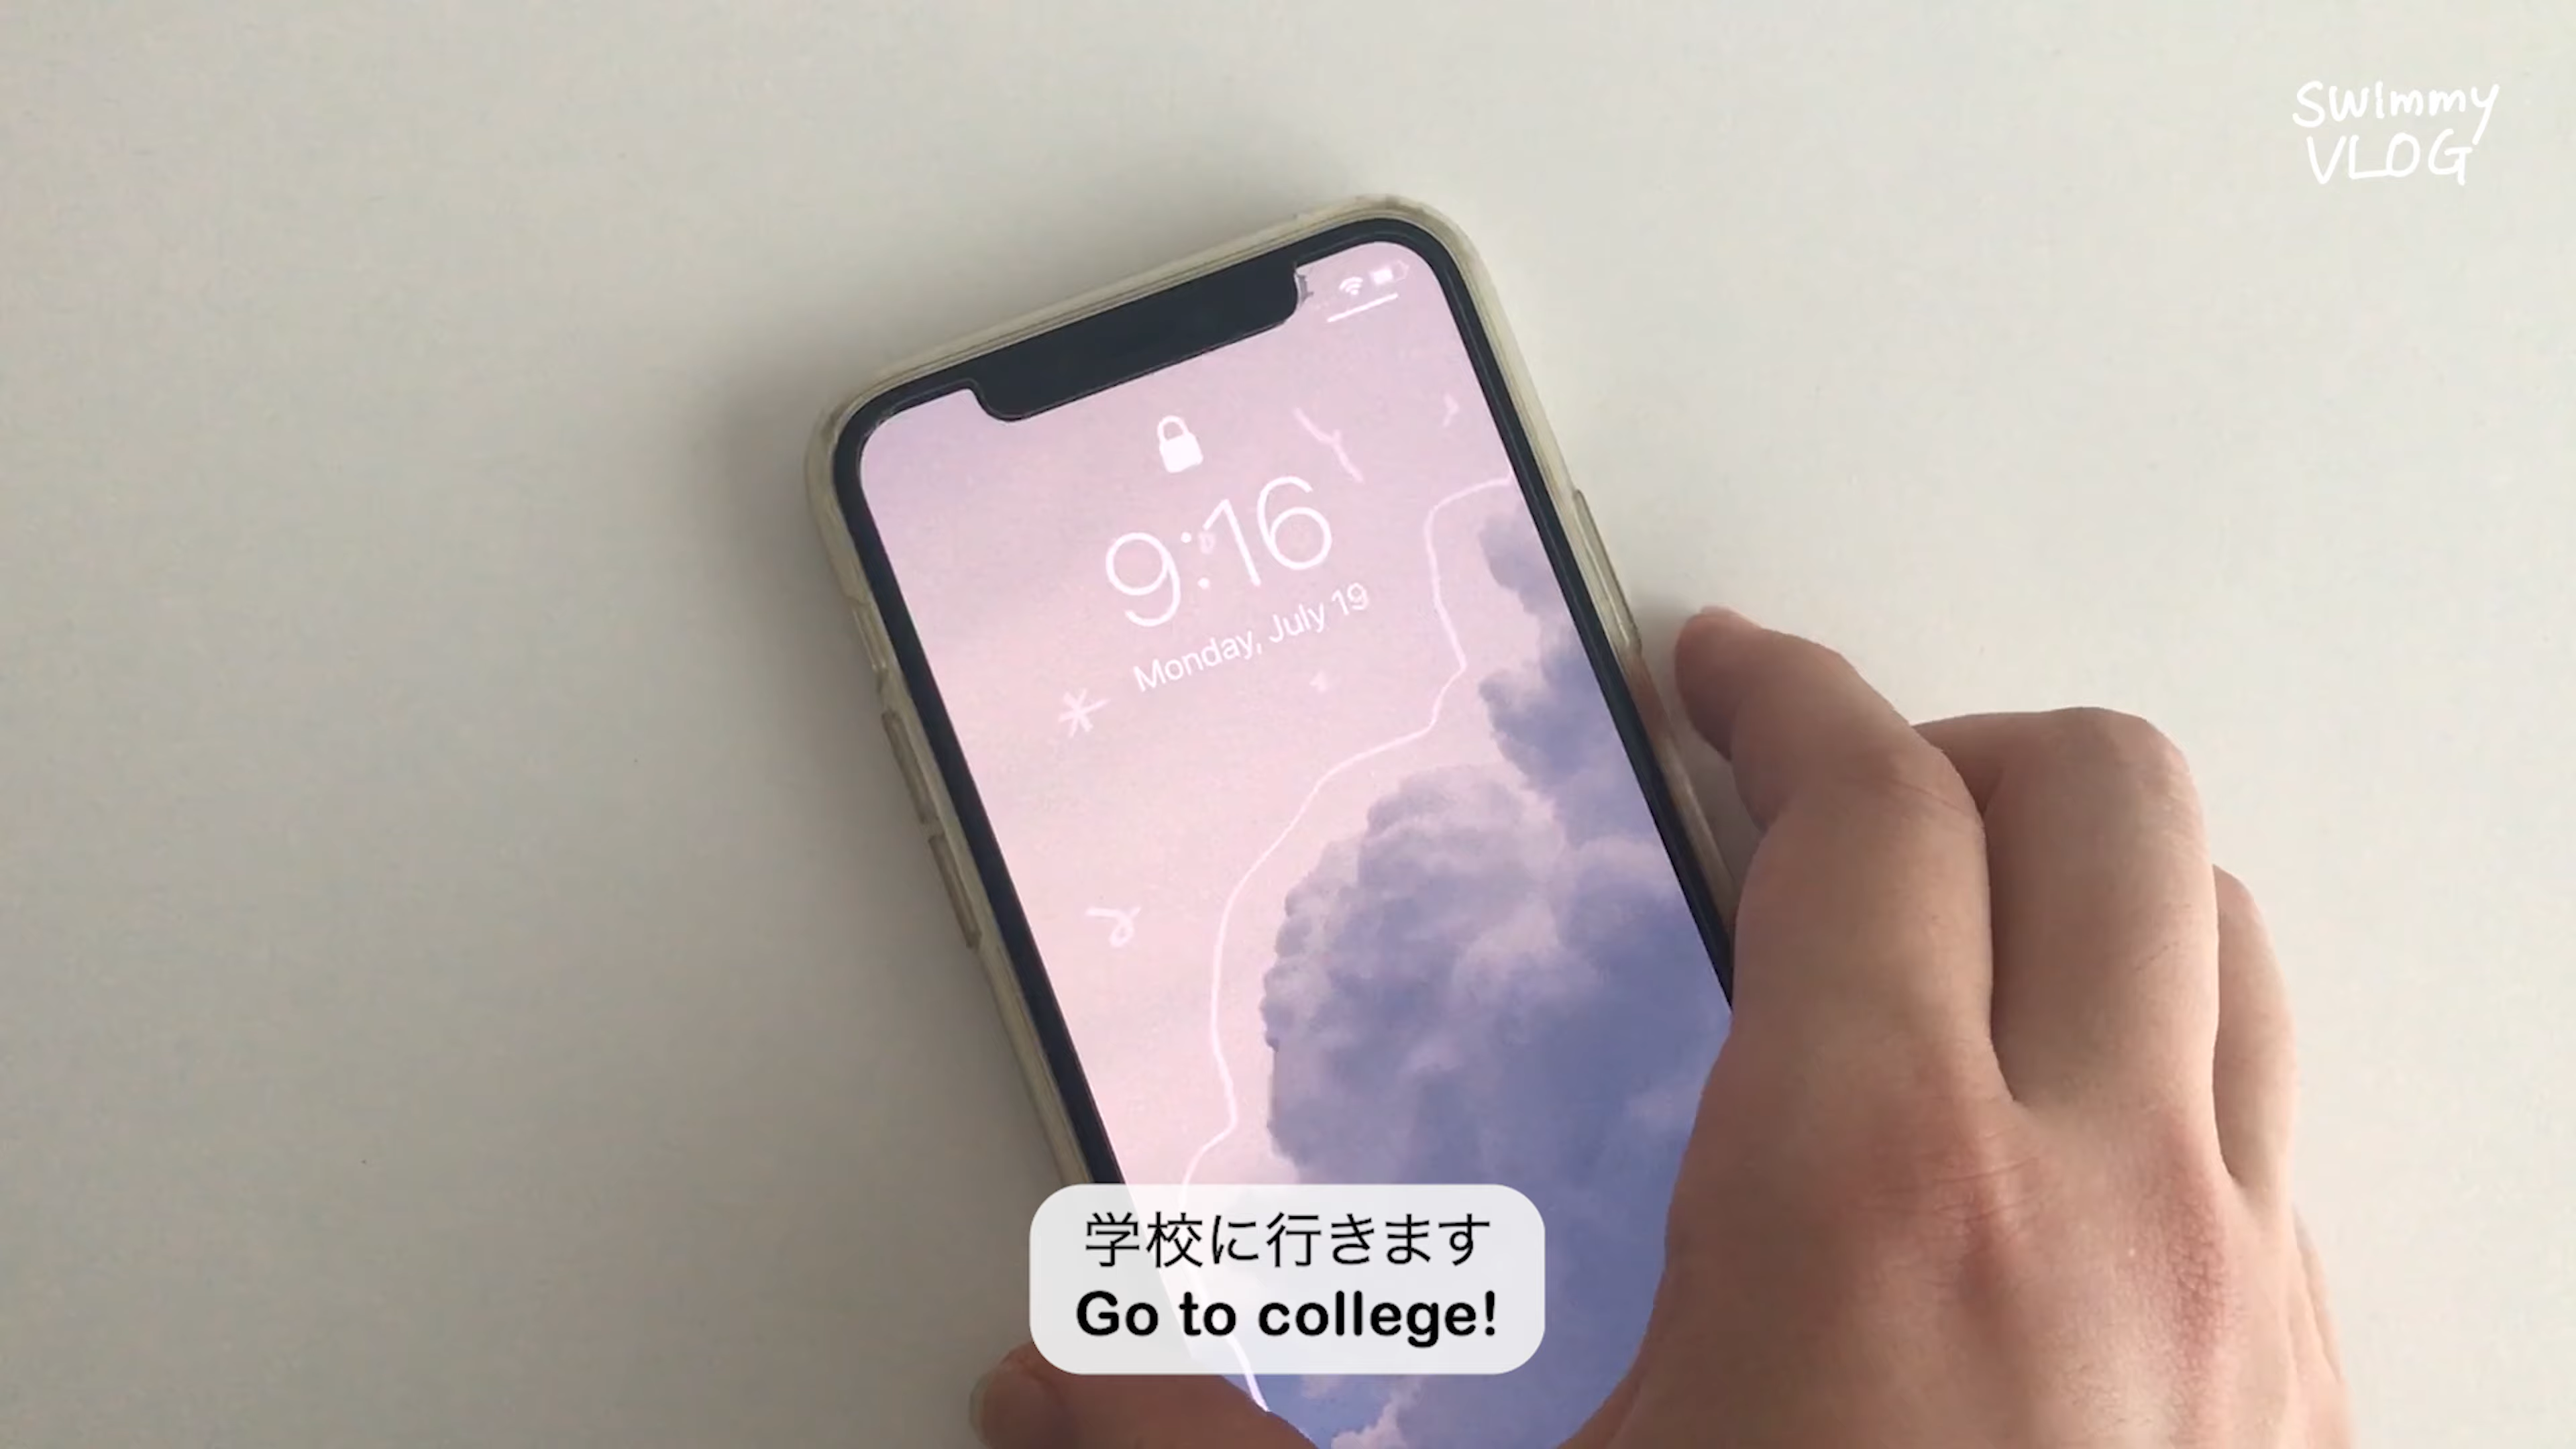 Swimmy
VLOG
9:16
Monday, July 19
学校に行きます
Go to college!